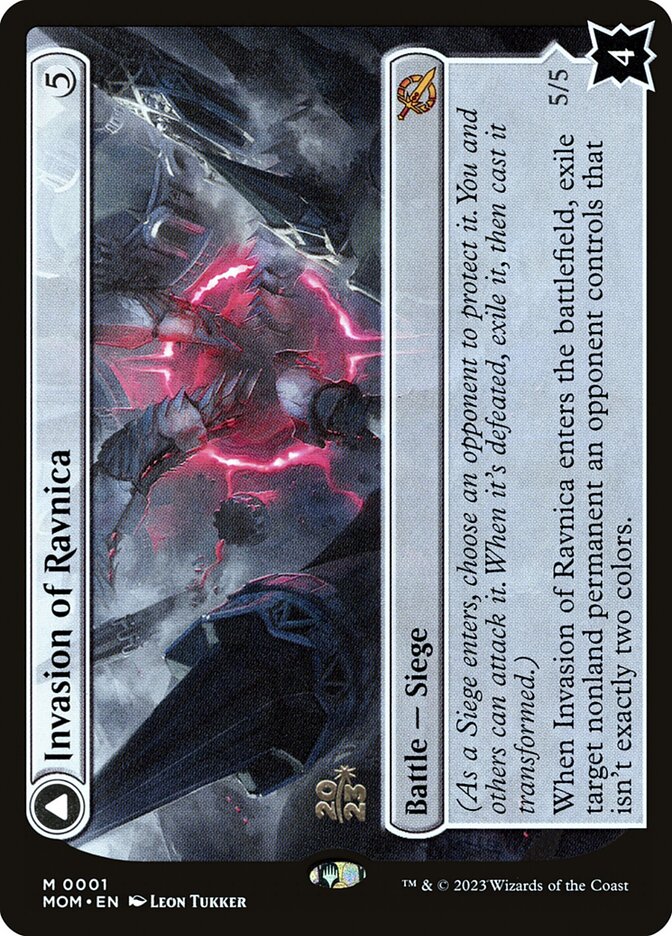 Invasion of Ravnica
5
2023
Battle — Siege
(As a Siege enters, choose an opponent to protect it. You and
others can attack it. When it's defeated, exile it, then cast it
transformed.)
When Invasion of Ravnica enters the battlefield, exile
target nonland permanent an opponent controls that
isn't exactly two colors.
5/5
4
M 0001
MOM • EN Leon Tukker
™ & © 2023 Wizards of the Coast